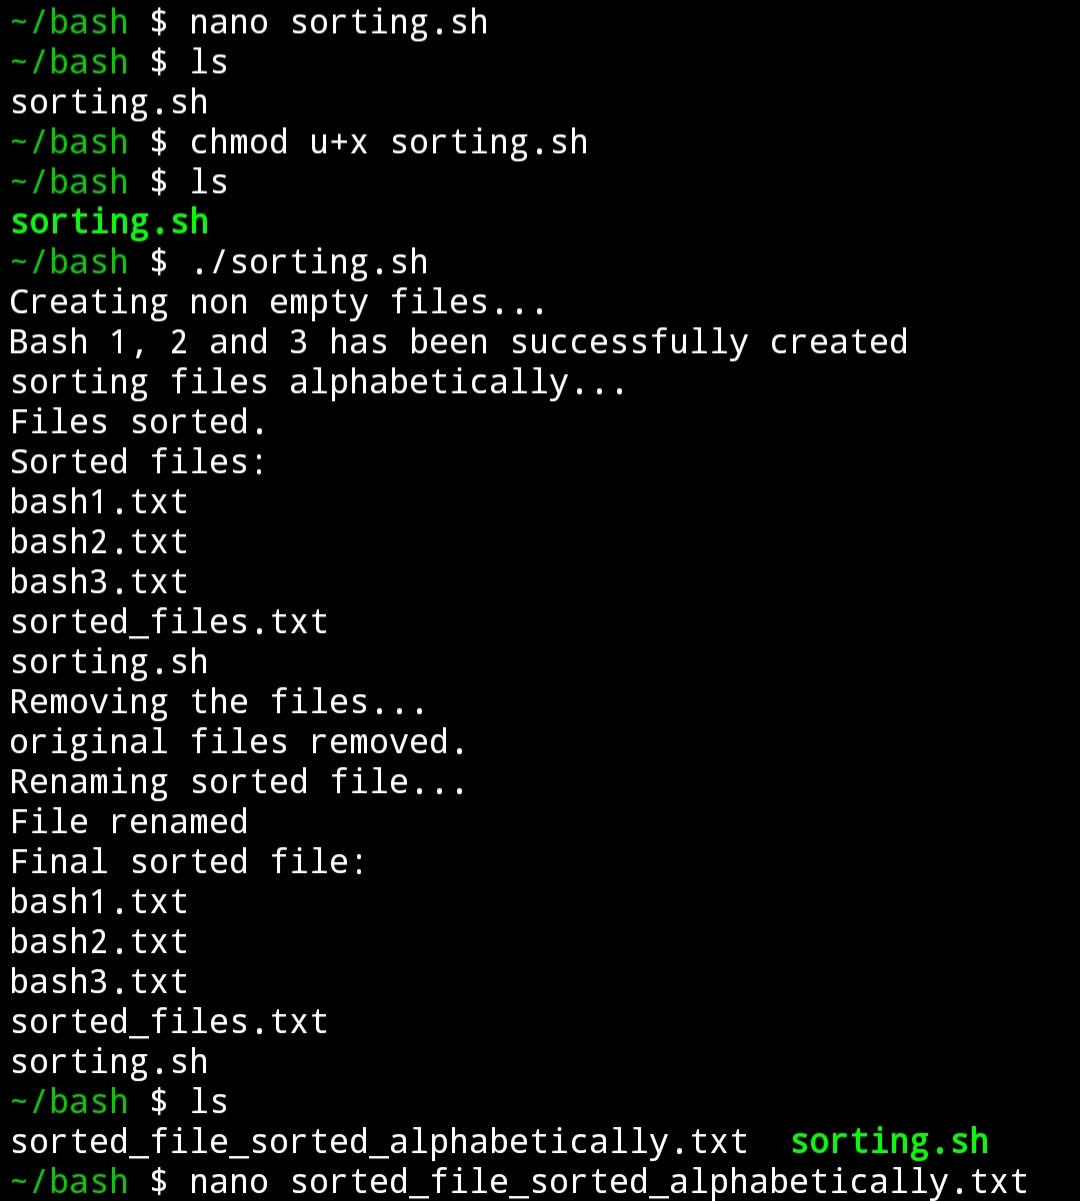 ~/bash $ nano sorting.sh
~/bash $ ls
sorting.sh
~/bash $ chmod u+x sorting.sh
~/bash $ ls
sorting.sh
~/bash $ ./sorting.sh
Creating non empty files...
Bash 1, 2 and 3 has been successfully created
sorting files alphabetically...
Files sorted.
Sorted files:
bash1.txt
bash2.txt
bash3.txt
sorted_files.txt
sorting.sh
Removing the files...
original files removed.
Renaming sorted file...
File renamed
Final sorted file:
bash1.txt
bash2.txt
bash3.txt
sorted_files.txt
sorting.sh
~/bash $ ls
sorted_file_sorted_alphabetically.txt  sorting.sh
~/bash $ nano sorted_file_sorted_alphabetically.txt